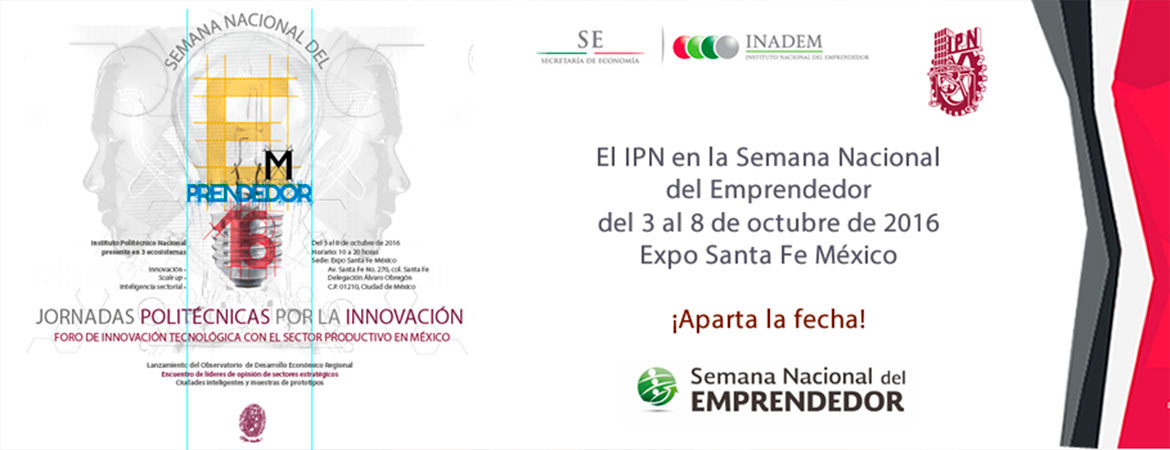 SEMANA NACIONAL DEL
EM
PRENDEDOR
16
Instituto Politécnico Nacional
presente en 3 ecosistemas
Innovación -
Scale up -
Inteligencia sectorial -
Del 3 al 8 de octubre de 2016
Horario: 10 a 20 horas
Sede: Expo Santa Fe México
Av. Santa Fe No. 270, col. Santa Fe
Delegación Álvaro Obregón
C.P. 01210, Ciudad de México
JORNADAS POLITÉCNICAS POR LA INNOVACIÓN
FORO DE INNOVACIÓN TECNOLÓGICA CON EL SECTOR PRODUCTIVO EN MÉXICO
Lanzamiento del Observatorio de Desarrollo Económico Regional
Encuentro de líderes de opinión de sectores estratégicos
Ciudades inteligentes y muestras de prototipos
SE
SECRETARÍA DE ECONOMÍA
INADEM
INSTITUTO NACIONAL DEL EMPRENDEDOR
IPN
El IPN en la Semana Nacional
del Emprendedor
del 3 al 8 de octubre de 2016
Expo Santa Fe México
¡Aparta la fecha!
Semana Nacional del
EMPRENDEDOR